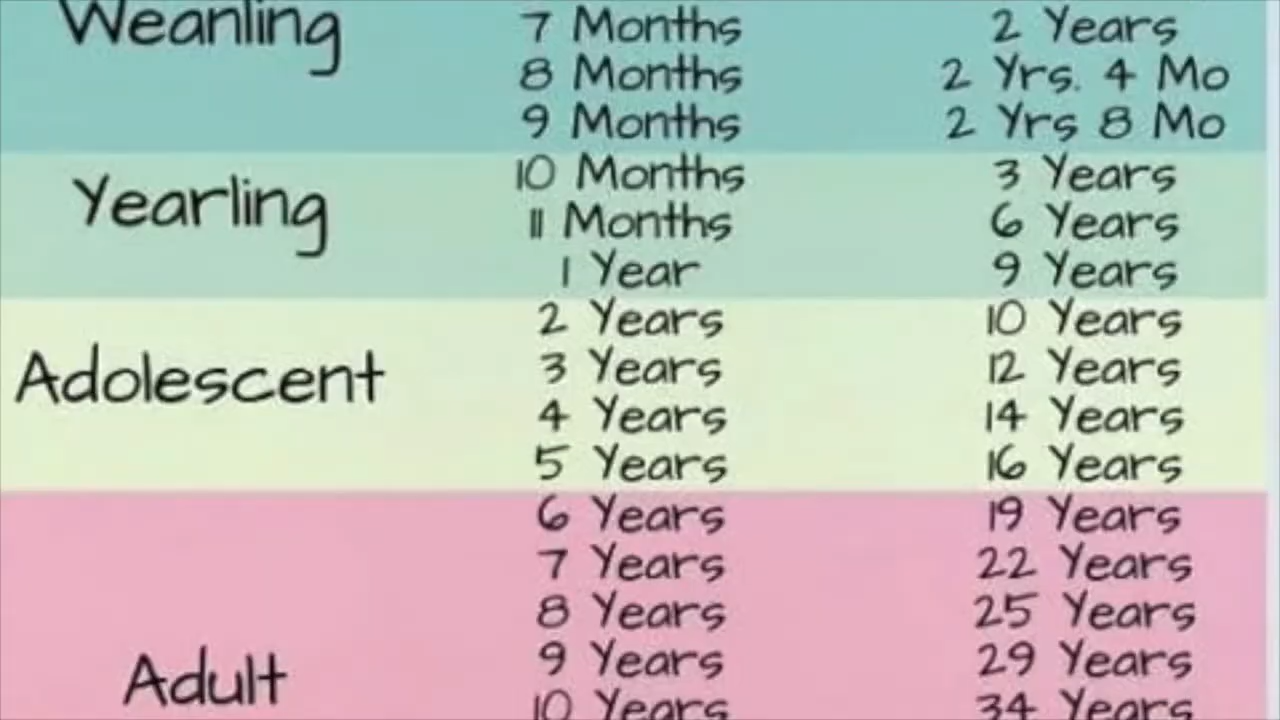 Weanling 7 Months 2 Years
8 Months 2 Yrs. 4 Mo
9 Months 2 Yrs 8 Mo
Yearling 10 Months 3 Years
11 Months 6 Years
1 Year 9 Years
2 Years 10 Years
Adolescent 3 Years 12 Years
4 Years 14 Years
5 Years 16 Years
6 Years 19 Years
7 Years 22 Years
8 Years 25 Years
Adult 9 Years 29 Years
10 Years 34 Years